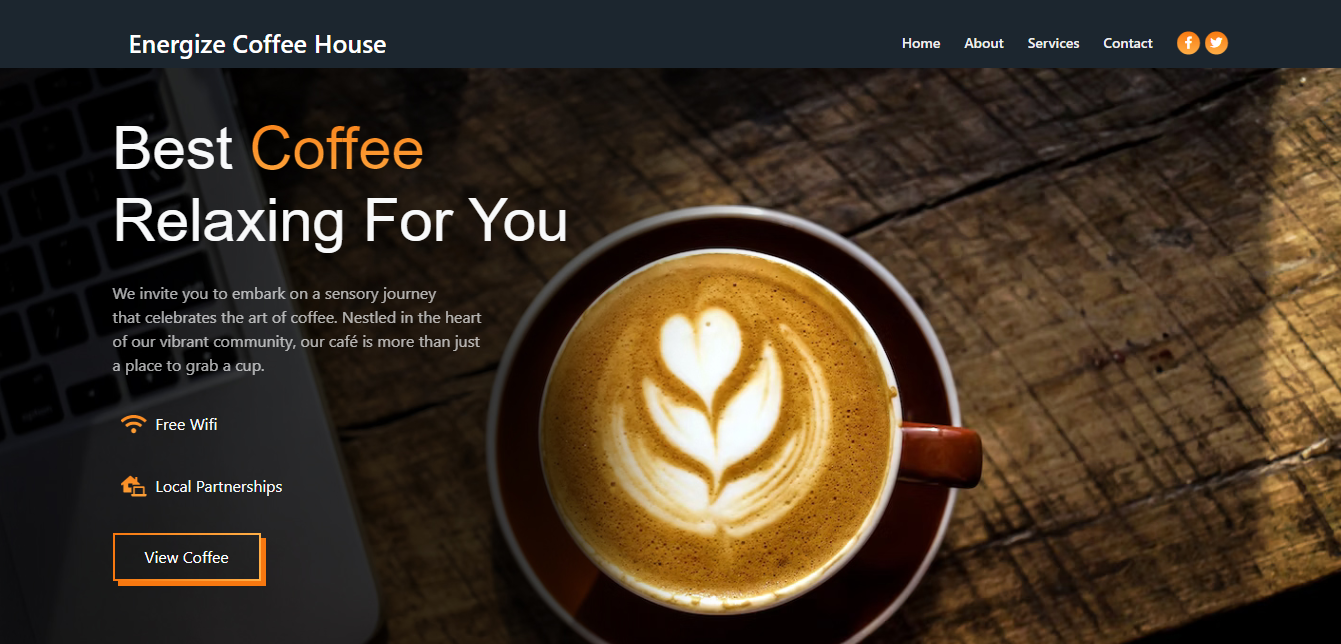 Energize Coffee House
Home About Services Contact
Best Coffee
Relaxing For You
We invite you to embark on a sensory journey
that celebrates the art of coffee. Nestled in the heart
of our vibrant community, our café is more than just
a place to grab a cup.
Free Wifi
Local Partnerships
View Coffee